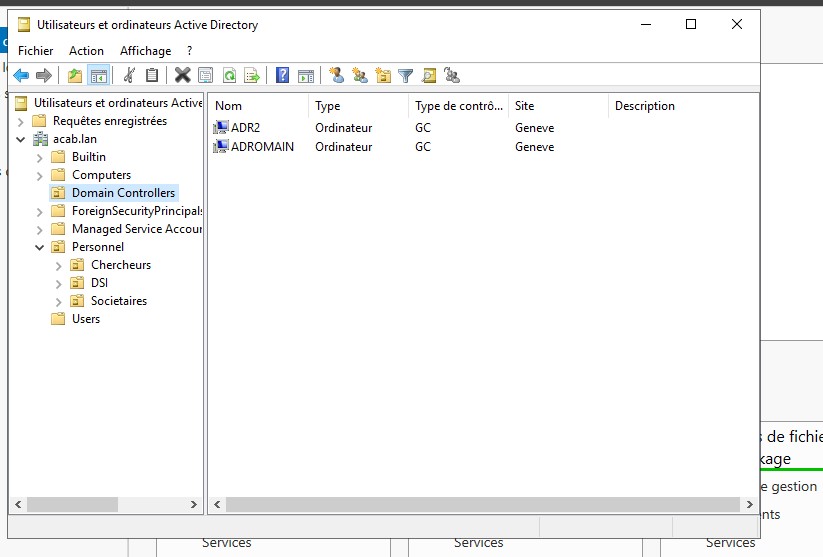 Utilisateurs et ordinateurs Active Directory
Fichier Action Affichage ?
Utilisateurs et ordinateurs Active
Requêtes enregistrées
acab.lan
Builtin
Computers
Domain Controllers
ForeignSecurityPrincipals
Managed Service Accour
Personnel
Chercheurs
DSI
Societaires
Users
Nom Type Type de contrô... Site Description
ADR2 Ordinateur GC Geneve
ADROMAIN Ordinateur GC Geneve
s de fichie
kage
e gestion
nts
Services Services Services